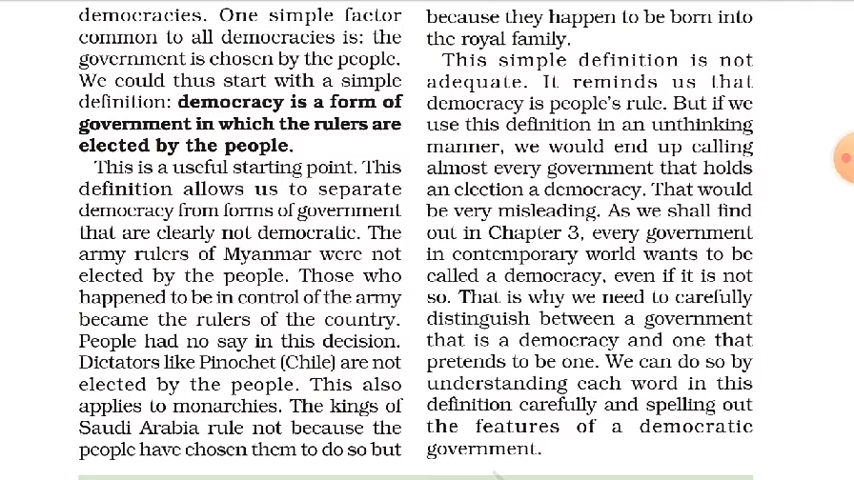 democracies. One simple factor
common to all democracies is: the
government is chosen by the people.
We could thus start with a simple
definition: democracy is a form of
government in which the rulers are
elected by the people.
This is a useful starting point. This
definition allows us to separate
democracy from forms of government
that are clearly not democratic. The
army rulers of Myanmar were not
elected by the people. Those who
happened to be in control of the army
became the rulers of the country.
People had no say in this decision.
Dictators like Pinochet (Chile) are not
elected by the people. This also
applies to monarchies. The kings of
Saudi Arabia rule not because the
people have chosen them to do so but
because they happen to be born into
the royal family.
This simple definition is not
adequate. It reminds us that
democracy is people's rule. But if we
use this definition in an unthinking
manner, we would end up calling
almost every government that holds
an election a democracy. That would
be very misleading. As we shall find
out in Chapter 3, every government
in contemporary world wants to be
called a democracy, even if it is not
so. That is why we need to carefully
distinguish between a government
that is a democracy and one that
pretends to be one. We can do so by
understanding each word in this
definition carefully and spelling out
the features of a democratic
government.